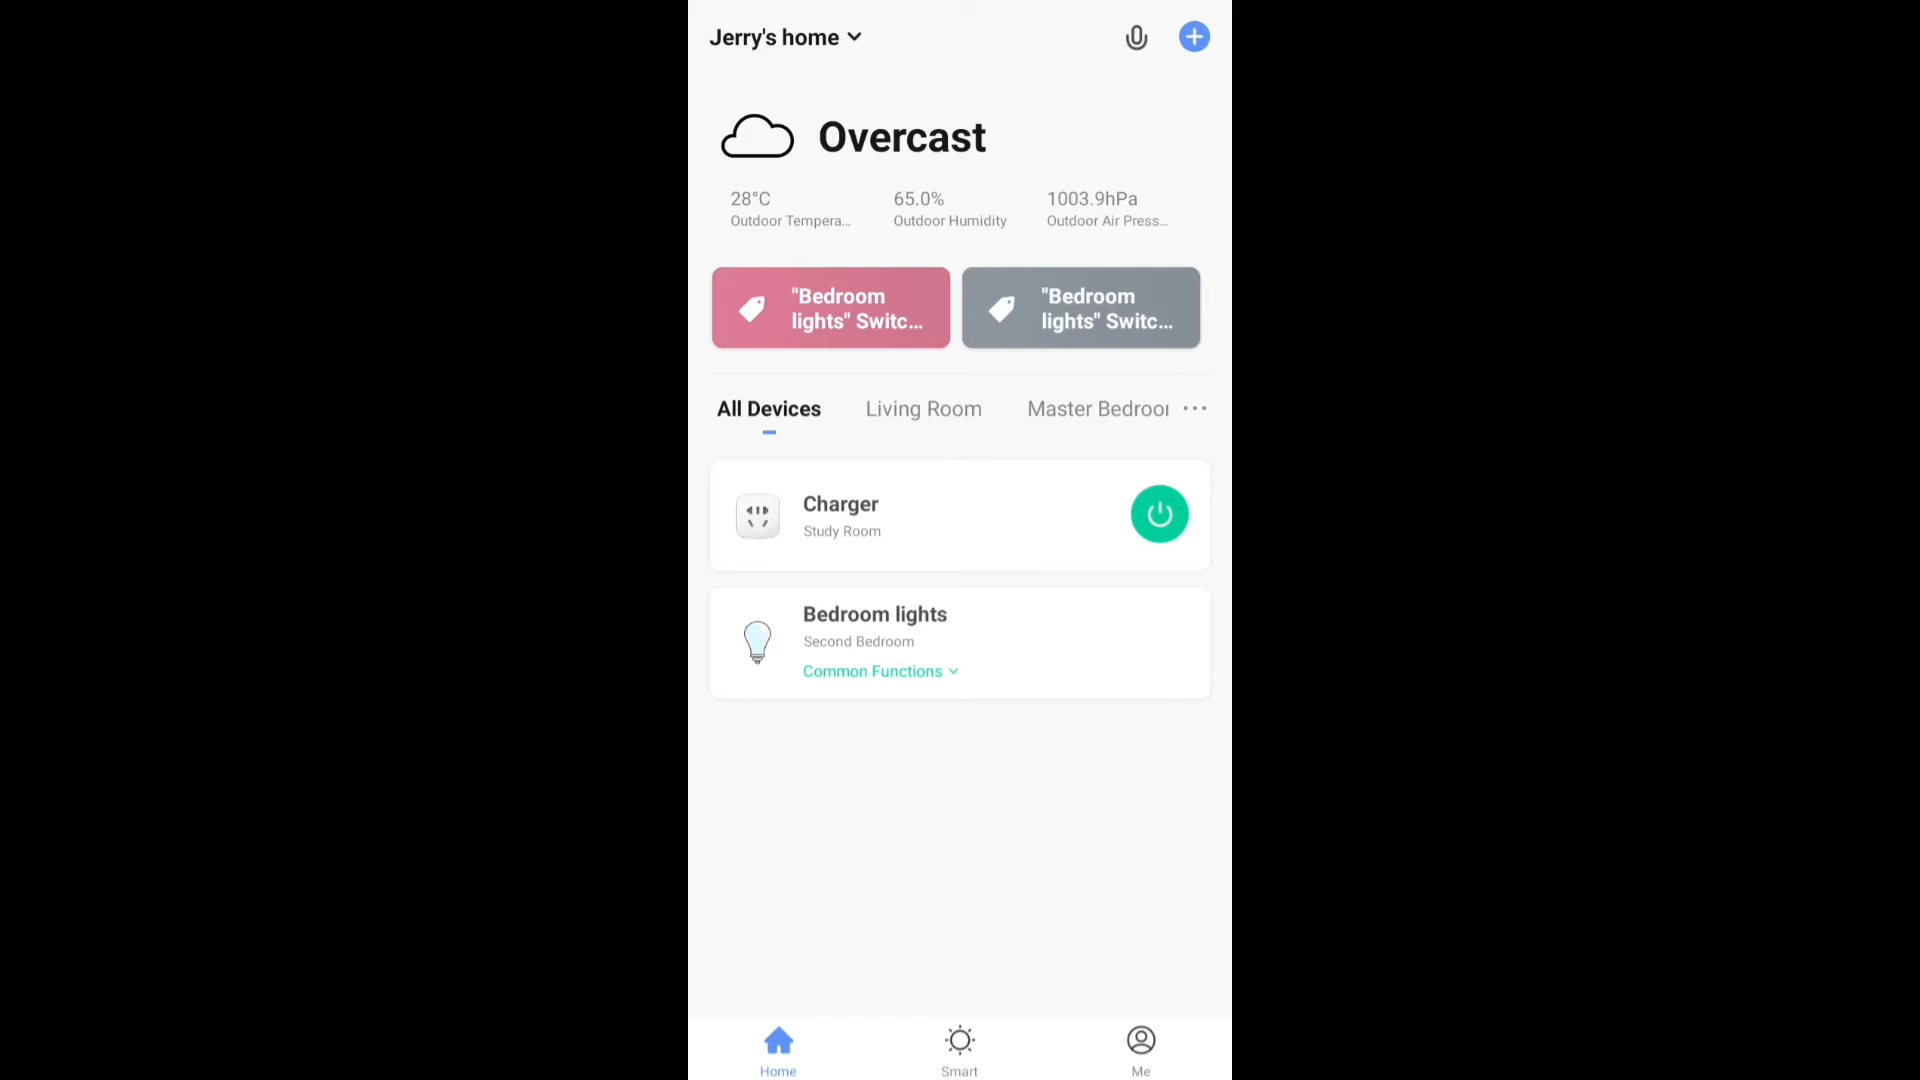 Jerry's home
Overcast
28°C 65.0% 1003.9hPa
Outdoor Tempera... Outdoor Humidity Outdoor Air Press...
"Bedroom
lights" Switc...
"Bedroom
lights" Switc...
All Devices Living Room Master Bedroor
Charger
Study Room
Bedroom lights
Second Bedroom
Common Functions
Home Smart Me